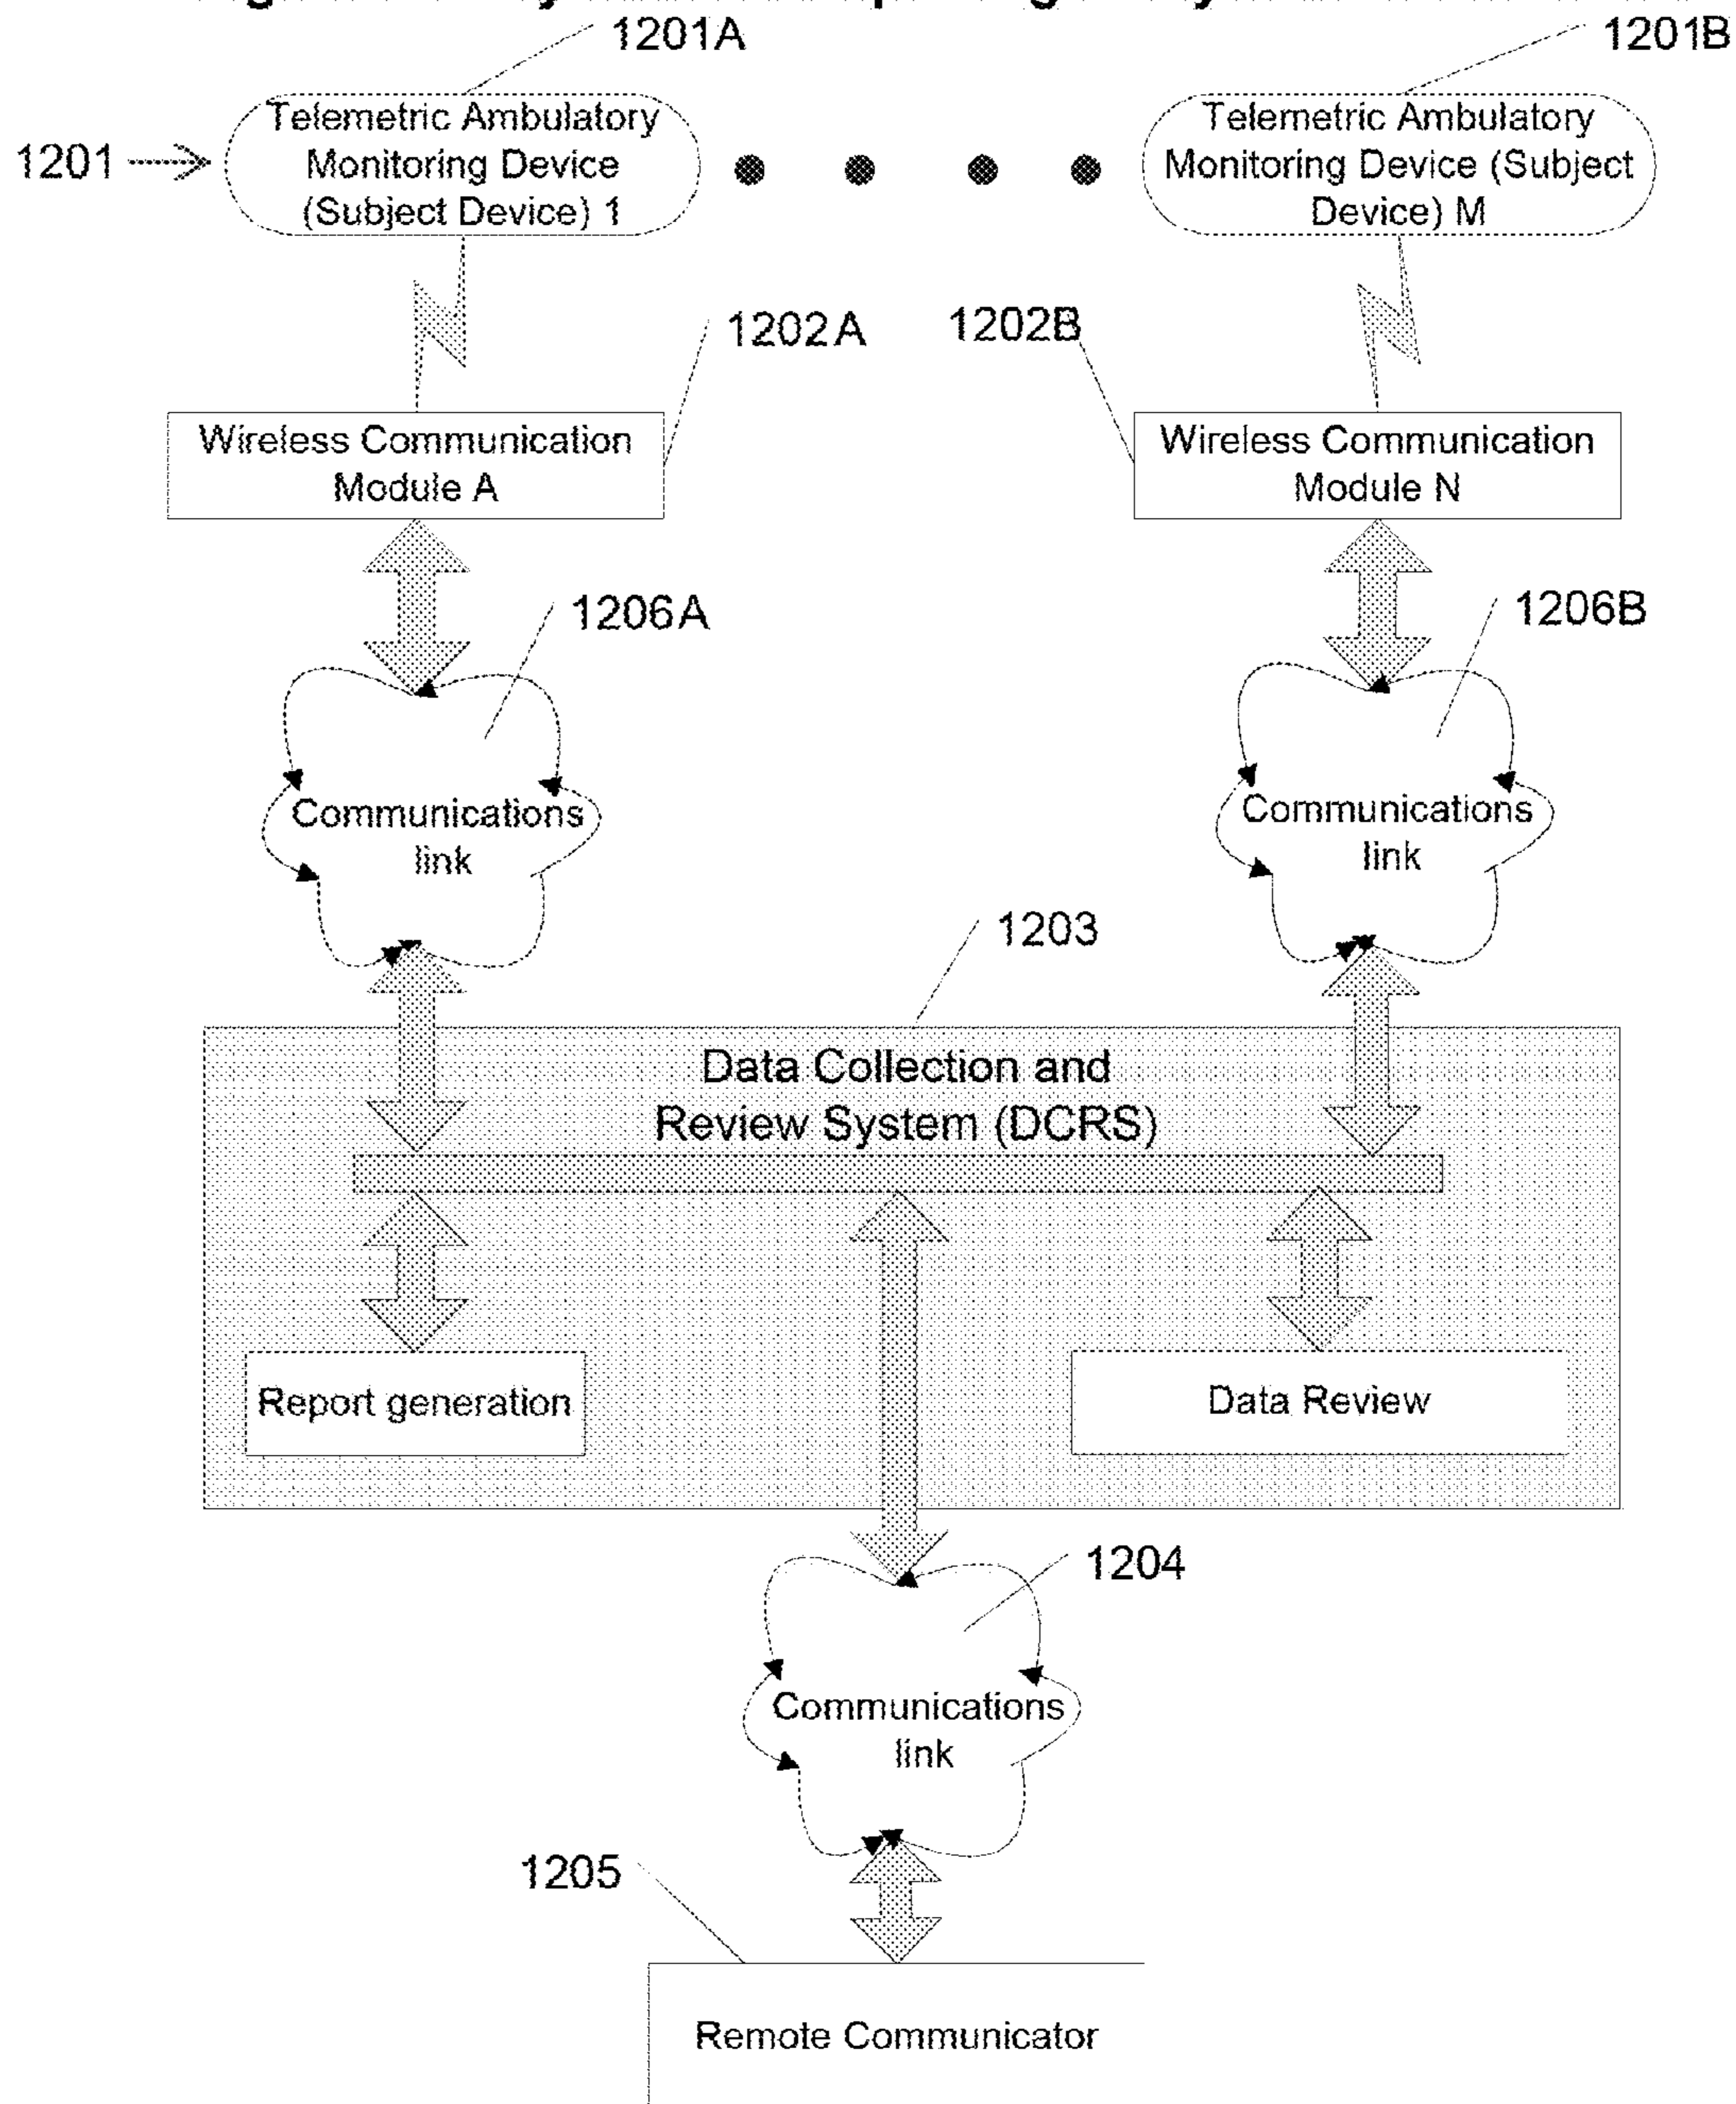 1201A
1201B
Telemetric Ambulatory
Monitoring Device
(Subject Device) 1
Telemetric Ambulatory
Monitoring Device (Subject
Device) M
1201
1202A
1202B
Wireless Communication
Module A
Wireless Communication
Module N
1206A
1206B
Communications
link
Communications
link
1203
Data Collection and
Review System (DCRS)
Report generation
Data Review
1204
Communications
link
1205
Remote Communicator